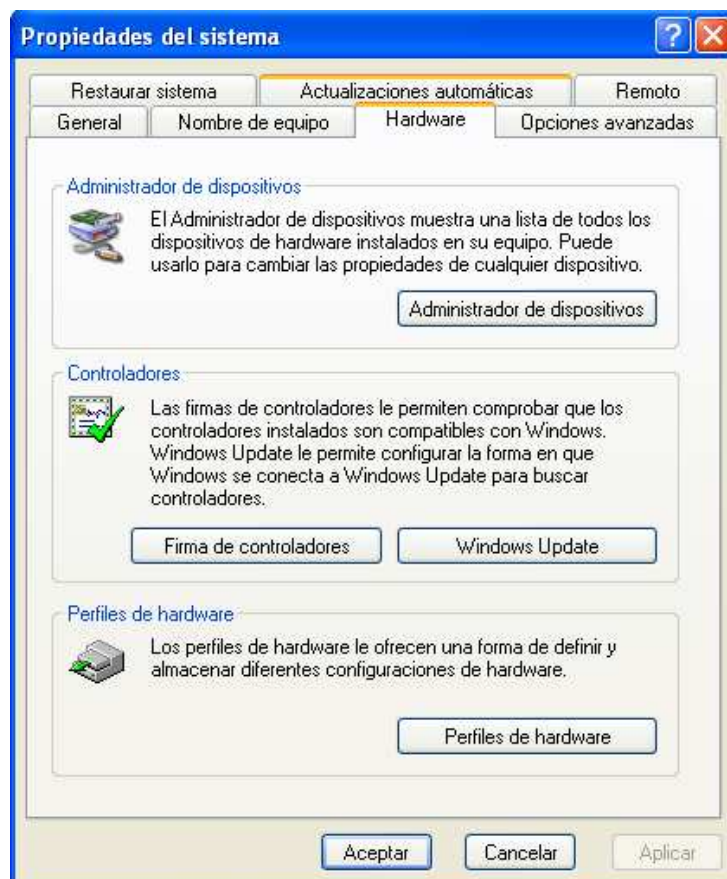 Propiedades del sistema
Restaurar sistema Actualizaciones automáticas Remoto
General Nombre de equipo Hardware Opciones avanzadas
Administrador de dispositivos
El Administrador de dispositivos muestra una lista de todos los
dispositivos de hardware instalados en su equipo. Puede
usarlo para cambiar las propiedades de cualquier dispositivo.
Administrador de dispositivos
Controladores
Las firmas de controladores le permiten comprobar que los
controladores instalados son compatibles con Windows.
Windows Update le permite configurar la forma en que
Windows se conecta a Windows Update para buscar
controladores.
Firma de controladores Windows Update
Perfiles de hardware
Los perfiles de hardware le ofrecen una forma de definir y
almacenar diferentes configuraciones de hardware.
Perfiles de hardware
Aceptar Cancelar Aplicar